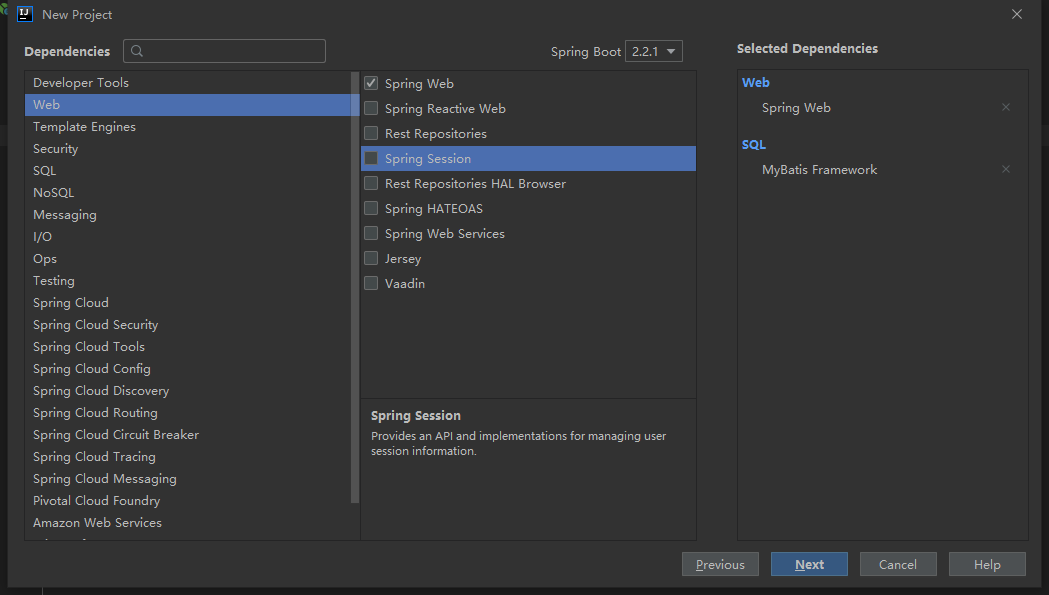 New Project
Dependencies
Spring Boot 2.2.1
Selected Dependencies
Developer Tools
Web
Template Engines
Security
SQL
NoSQL
Messaging
I/O
Ops
Testing
Spring Cloud
Spring Cloud Security
Spring Cloud Tools
Spring Cloud Config
Spring Cloud Discovery
Spring Cloud Routing
Spring Cloud Circuit Breaker
Spring Cloud Tracing
Spring Cloud Messaging
Pivotal Cloud Foundry
Amazon Web Services
Spring Web
Spring Reactive Web
Rest Repositories
Spring Session
Rest Repositories HAL Browser
Spring HATEOAS
Spring Web Services
Jersey
Vaadin
Spring Session
Provides an API and implementations for managing user
session information.
Web
Spring Web
SQL
MyBatis Framework
Previous
Next
Cancel
Help